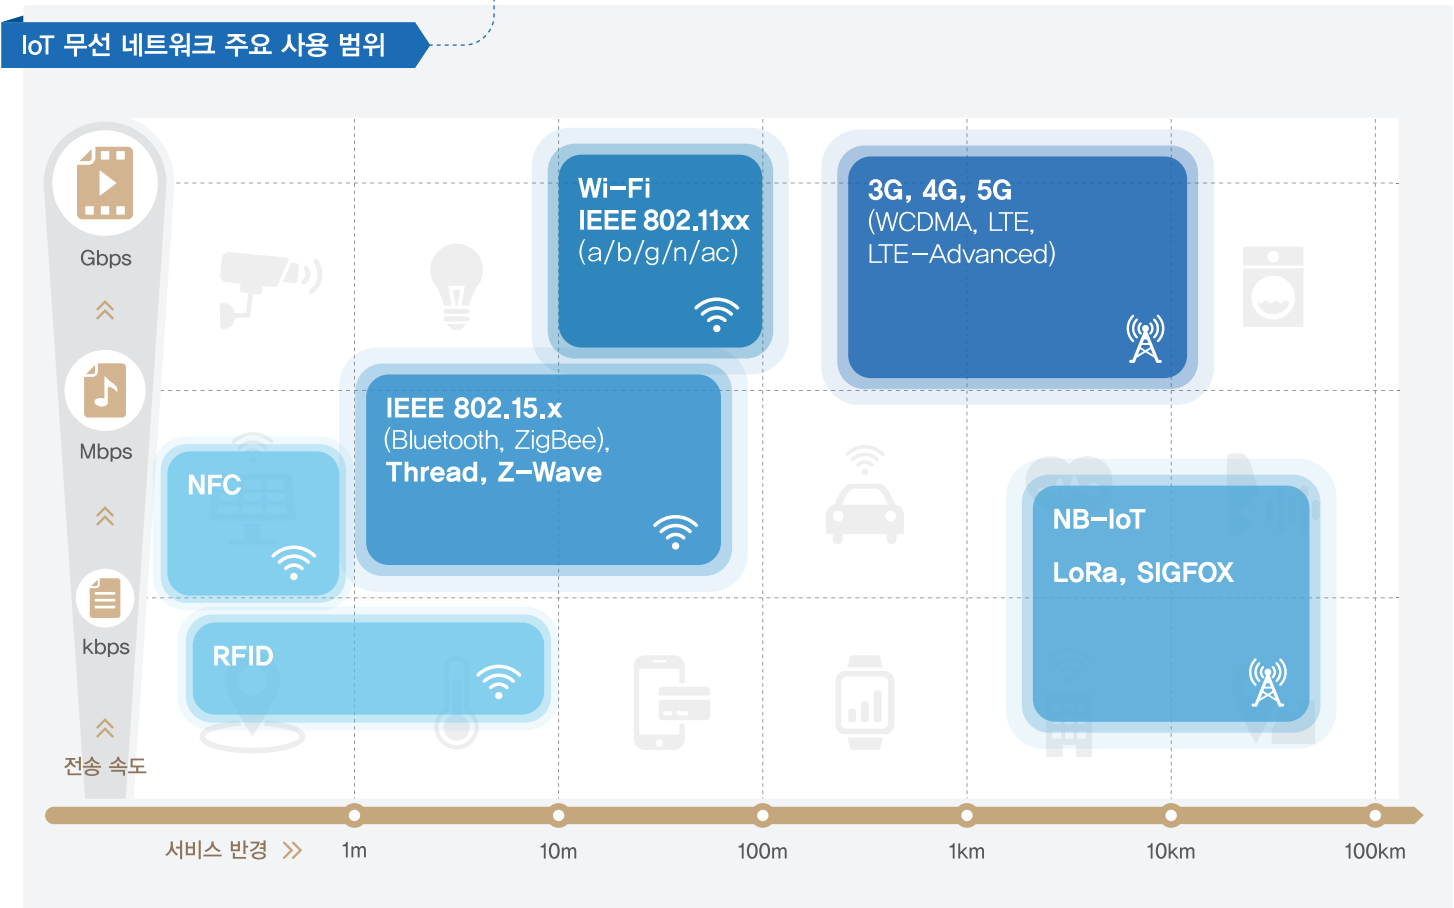 IoT 무선 네트워크 주요 사용 범위
Gbps
Mbps
kbps
전송 속도
Wi-Fi
IEEE 802.11xx
(a/b/g/n/ac)
3G, 4G, 5G
(WCDMA, LTE,
LTE-Advanced)
IEEE 802.15.x
(Bluetooth, ZigBee),
Thread, Z-Wave
NFC
NB-IoT
LoRa, SIGFOX
RFID
서비스 반경
1m
10m
100m
1km
10km
100km